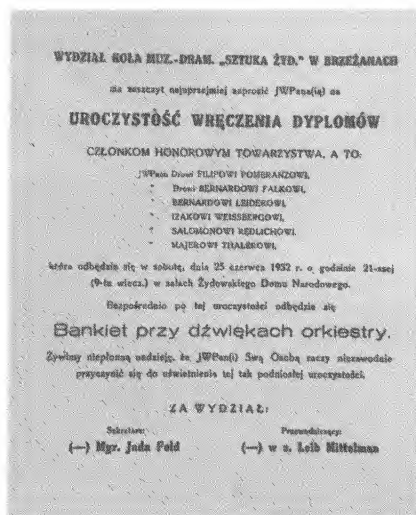 WYDZIAŁ KOŁA MUZ.-DRAM. „SZTUKA ŻYD.” W BRZEŻANACH
ma zaszczyt najuprzejmiej zaprosić JWPana(ią) na
UROCZYSTÓŚĆ WRĘCZENIA DYPLOMÓW
CZŁONKOM HONOROWYM TOWARZYSTWA, A TO:
JWPanu Drowi FILIPOWI POMERANZOWI,
" Drowi BERNARDOWI FALKOWI,
" BERNARDOWI LEIDEROWI,
" IZAKOWI WEISSBERGOWI,
" SALOMONOWI REDLICHOWI,
" MAJEROWI THALEROWI,
która odbędzie się w sobotę, dnia 25 czerwca 1932 r. o godzinie 21-szej
(9-ta wiecz.) w salach Żydowskiego Domu Narodowego.
Bezpośrednio po tej uroczystości odbędzie się
Bankiet przy dźwiękach orkiestry.
Żywimy niepłonną nadzieję, że JWPan(i) Swą Osobą raczy niezawodnie
przyczynić się do uświetnienia tej tak podniosłej uroczystości.
ZA WYDZIAŁ:
Sekretarz: Przewodniczący:
(—) Mgr. Juda Feld (—) w z. Leib Mittelman